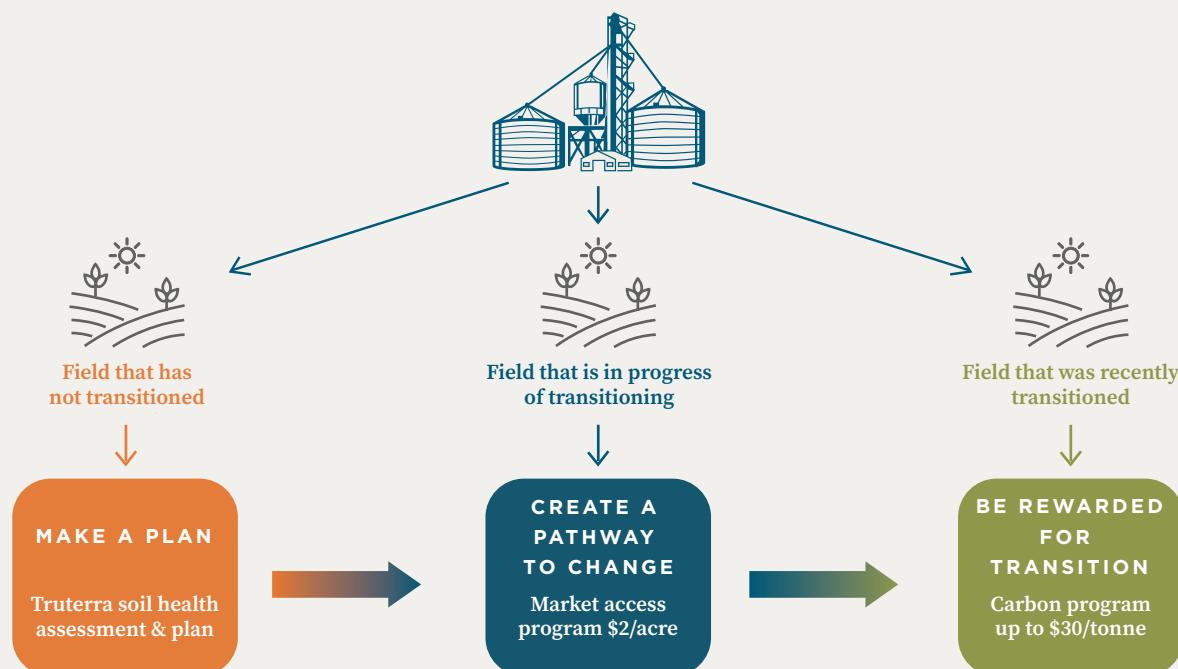 Field that has
not transitioned
Field that is in progress
of transitioning
Field that was recently
transitioned
MAKE A PLAN
Truterra soil health
assessment & plan
CREATE A
PATHWAY
TO CHANGE
Market access
program $2/acre
BE REWARDED
FOR
TRANSITION
Carbon program
up to $30/tonne